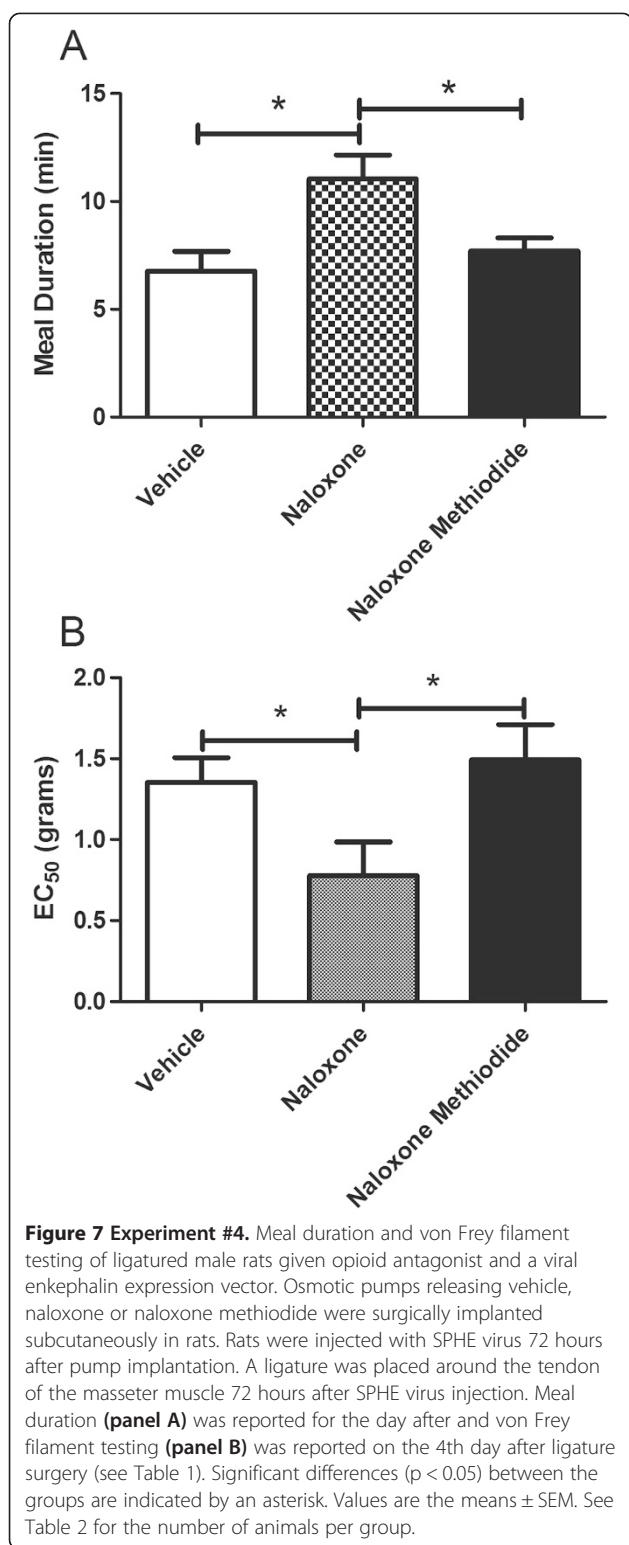 A
Meal Duration (min)
15
10
5
0
*
*
Vehicle
Naloxone
Naloxone Methiodide
B
EC50 (grams)
2.0
1.5
1.0
0.5
0.0
*
*
Vehicle
Naloxone
Naloxone Methiodide
Figure 7 Experiment #4. Meal duration and von Frey filament
testing of ligatured male rats given opioid antagonist and a viral
enkephalin expression vector. Osmotic pumps releasing vehicle,
naloxone or naloxone methiodide were surgically implanted
subcutaneously in rats. Rats were injected with SPHE virus 72 hours
after pump implantation. A ligature was placed around the tendon
of the masseter muscle 72 hours after SPHE virus injection. Meal
duration (panel A) was reported for the day after and von Frey
filament testing (panel B) was reported on the 4th day after ligature
surgery (see Table 1). Significant differences (p < 0.05) between the
groups are indicated by an asterisk. Values are the means ± SEM. See
Table 2 for the number of animals per group.